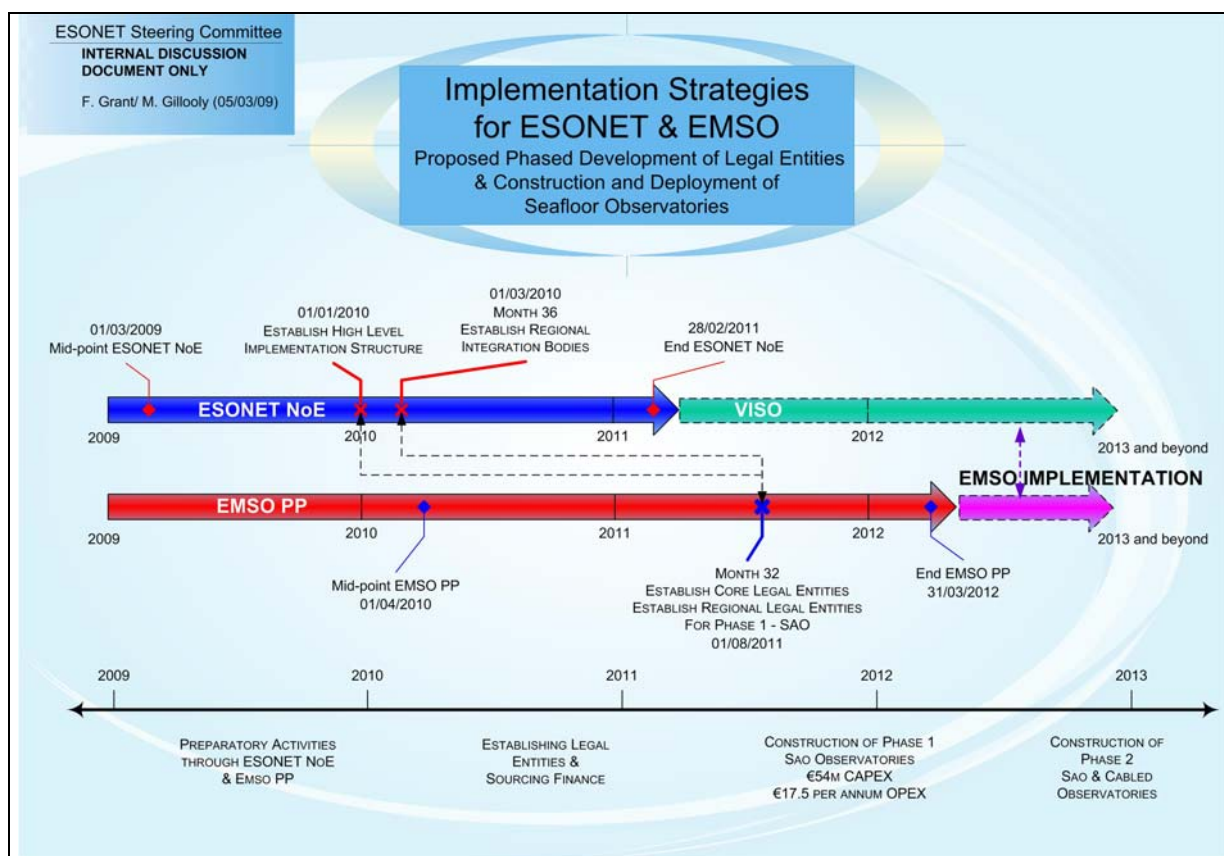 ESONET Steering Committee
INTERNAL DISCUSSION
DOCUMENT ONLY
F. Grant/ M. Gillooly (05/03/09)
Implementation Strategies
for ESONET & EMSO
Proposed Phased Development of Legal Entities
& Construction and Deployment of
Seafloor Observatories
01/03/2009
Mid-point ESONET NoE
01/01/2010
ESTABLISH HIGH LEVEL
IMPLEMENTATION STRUCTURE
01/03/2010
MONTH 36
ESTABLISH REGIONAL
INTEGRATION BODIES
28/02/2011
End ESONET NoE
ESONET NoE
VISO
2009
2010
2011
2012
2013 and beyond
EMSO IMPLEMENTATION
EMSO PP
2009
2010
2011
2012
2013 and beyond
Mid-point EMSO PP
01/04/2010
MONTH 32
ESTABLISH CORE LEGAL ENTITIES
ESTABLISH REGIONAL LEGAL ENTITIES
FOR PHASE 1 - SAO
01/08/2011
End EMSO PP
31/03/2012
2009
2010
2011
2012
2013
PREPARATORY ACTIVITIES
THROUGH ESONET NOE
& EMSO PP
ESTABLISHING LEGAL
ENTITIES &
SOURCING FINANCE
CONSTRUCTION OF PHASE 1
SAO OBSERVATORIES
€54M CAPEX
€17.5 PER ANNUM OPEX
CONSTRUCTION OF
PHASE 2
SAO & CABLED
OBSERVATORIES